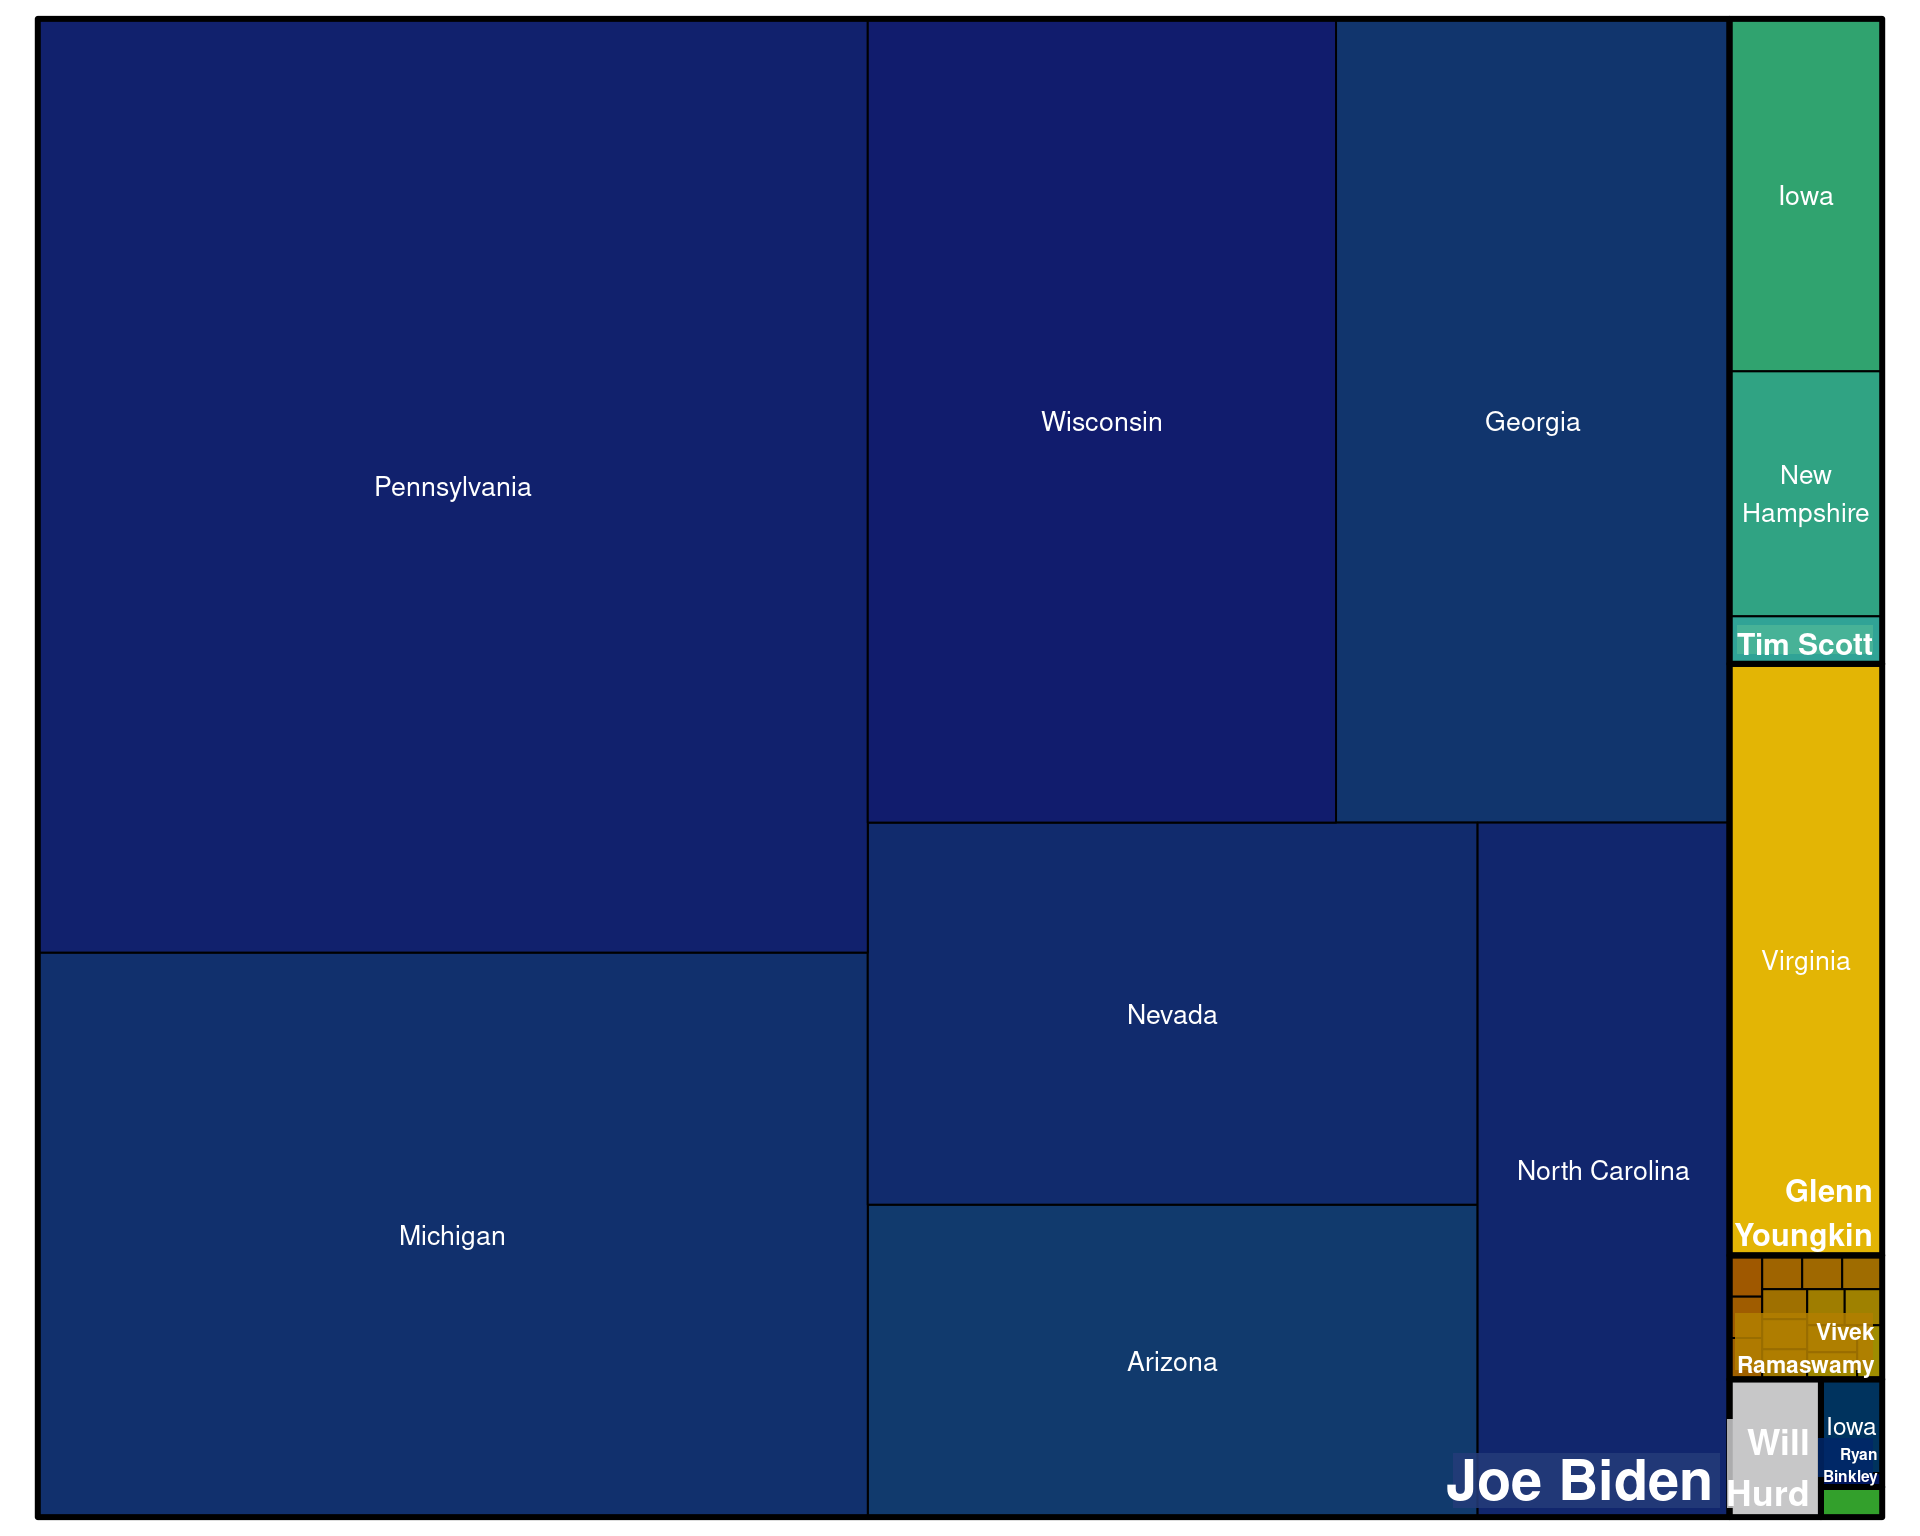 Pennsylvania
Wisconsin
Georgia
Iowa
New
Hampshire
Tim Scott
Virginia
Glenn
Youngkin
Nevada
North Carolina
Michigan
Arizona
Joe Biden
Vivek
Ramaswamy
Will
Hurd
Iowa
Ryan
Binkley